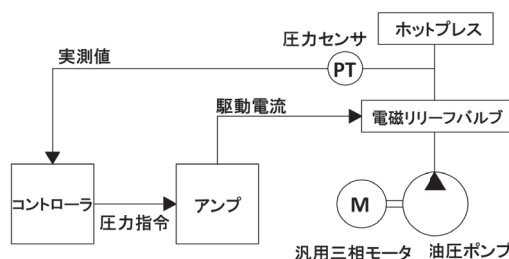 ホットプレス
圧力センサ
実測値
PT
駆動電流
電磁リリーフバルブ
コントローラ
アンプ
圧力指令
M
汎用三相モータ
油圧ポンプ